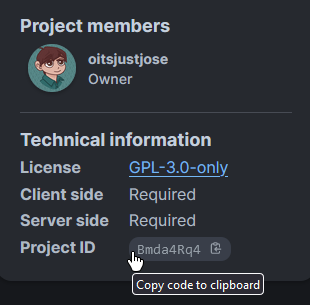 Project members
oitsjustjose
Owner
Technical information
License GPL-3.0-only
Client side Required
Server side Required
Project ID Bmda4Rq4
Copy code to clipboard